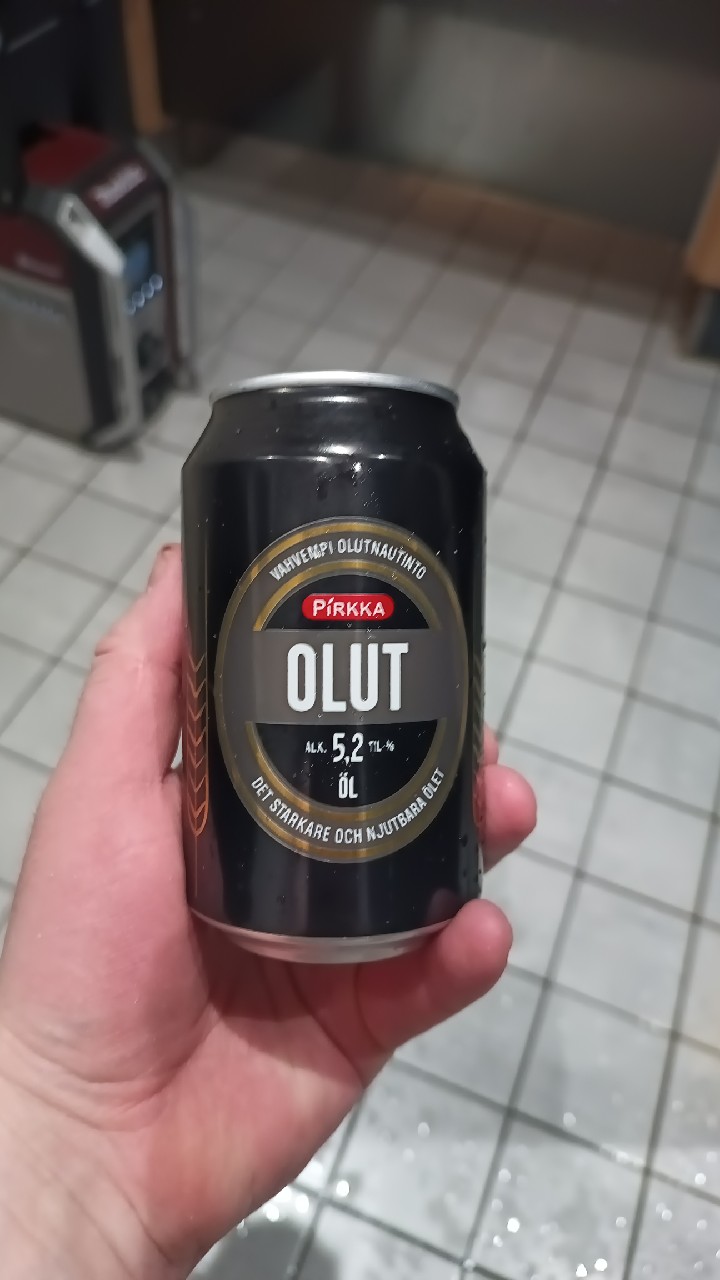 VAHVEMPI OLUTNAUTINTO
PIRKKA
OLUT
ALK. 5,2 TIL-%
ÖL
DET STARKARE OCH NJUTBARA ÖLET